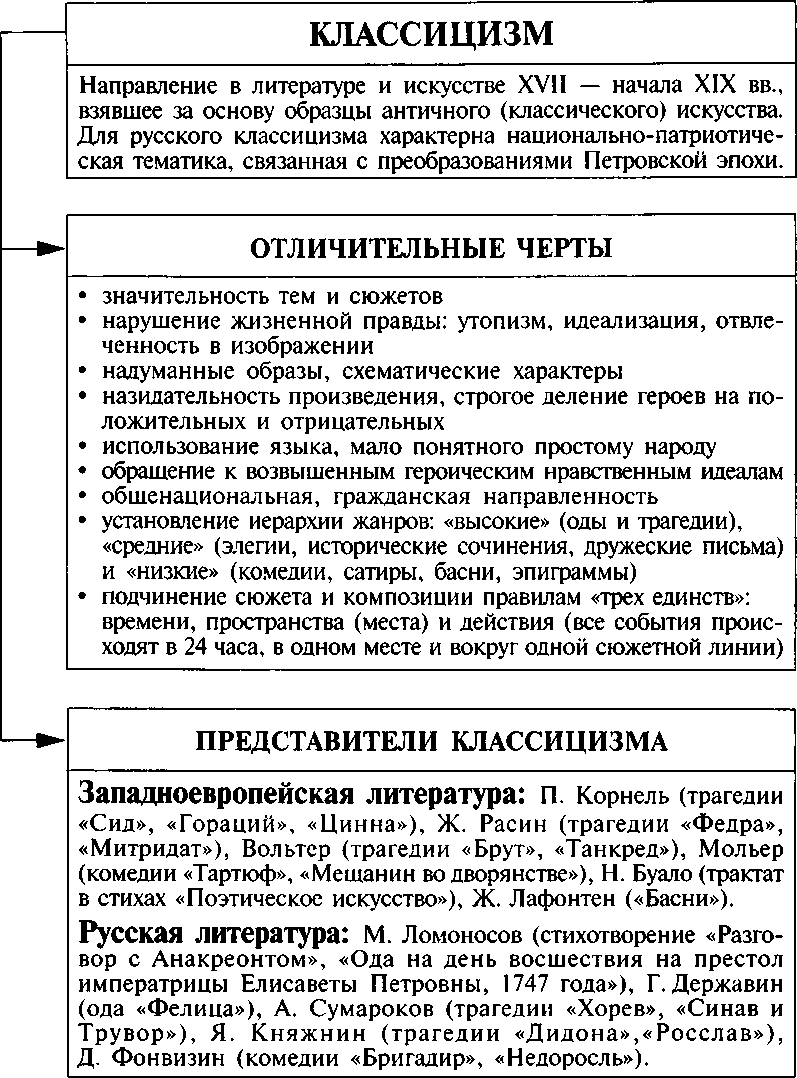 КЛАССИЦИЗМ
Направление в литературе и искусстве XVII — начала XIX вв.,
взявшее за основу образцы античного (классического) искусства.
Для русского классицизма характерна национально-патриотиче-
ская тематика, связанная с преобразованиями Петровской эпохи.
ОТЛИЧИТЕЛЬНЫЕ ЧЕРТЫ
• значительность тем и сюжетов
• нарушение жизненной правды: утопизм, идеализация, отвле-
ченность в изображении
• надуманные образы, схематические характеры
• назидательность произведения, строгое деление героев на по-
ложительных и отрицательных
• использование языка, мало понятного простому народу
• обращение к возвышенным героическим нравственным идеалам
• общенациональная, гражданская направленность
• установление иерархии жанров: «высокие» (оды и трагедии),
«средние» (элегии, исторические сочинения, дружеские письма)
и «низкие» (комедии, сатиры, басни, эпиграммы)
• подчинение сюжета и композиции правилам «трех единств»:
времени, пространства (места) и действия (все события проис-
ходят в 24 часа, в одном месте и вокруг одной сюжетной линии)
ПРЕДСТАВИТЕЛИ КЛАССИЦИЗМА
Западноевропейская литература: П. Корнель (трагедии
«Сид», «Гораций», «Цинна»), Ж. Расин (трагедии «Федра»,
«Митридат»), Вольтер (трагедии «Брут», «Танкред»), Мольер
(комедии «Тартюф», «Мещанин во дворянстве»), Н. Буало (трактат
в стихах «Поэтическое искусство»), Ж. Лафонтен («Басни»).
Русская литература: М. Ломоносов (стихотворение «Разго-
вор с Анакреонтом», «Ода на день восшествия на престол
императрицы Елисаветы Петровны, 1747 года»), Г. Державин
(ода «Фелица»), А. Сумароков (трагедии «Хорев», «Синав и
Трувор»), Я. Княжнин (трагедии «Дидона»,«Росслав»),
Д. Фонвизин (комедии «Бригадир», «Недоросль»).